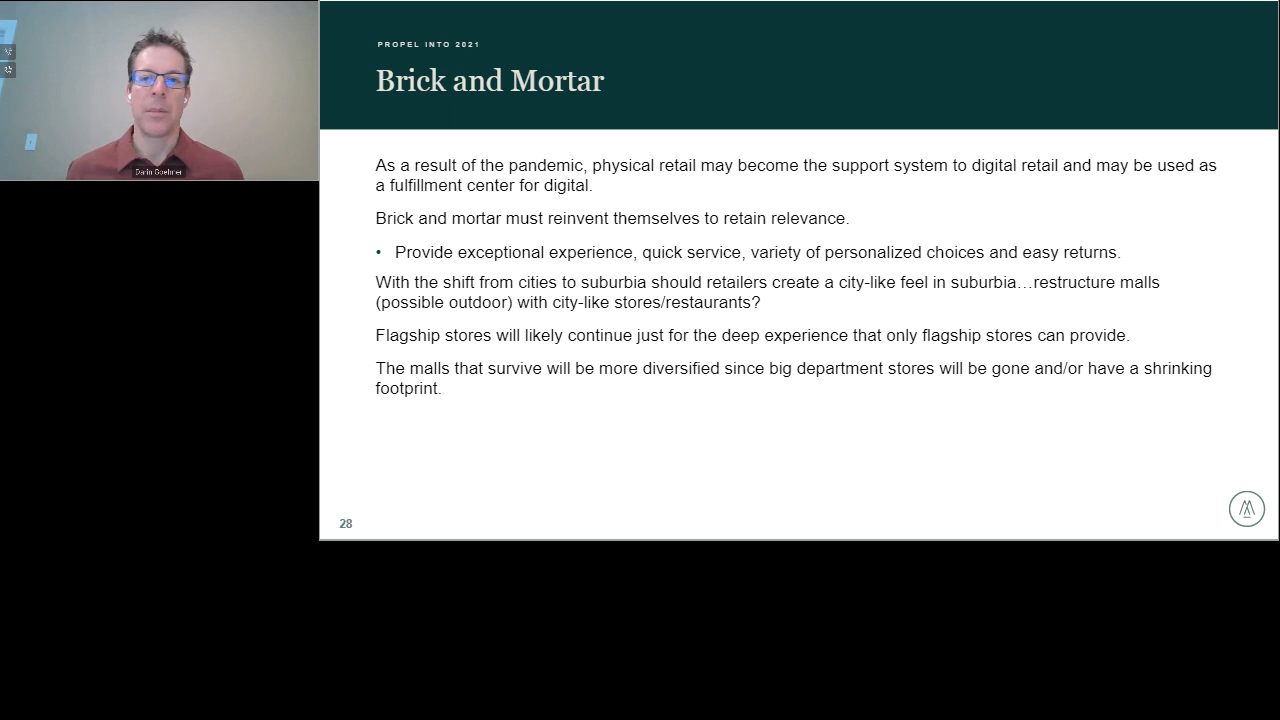 Darin Goehner
PROPEL INTO 2021
Brick and Mortar
As a result of the pandemic, physical retail may become the support system to digital retail and may be used as
a fulfillment center for digital.
Brick and mortar must reinvent themselves to retain relevance.
• Provide exceptional experience, quick service, variety of personalized choices and easy returns.
With the shift from cities to suburbia should retailers create a city-like feel in suburbia…restructure malls
(possible outdoor) with city-like stores/restaurants?
Flagship stores will likely continue just for the deep experience that only flagship stores can provide.
The malls that survive will be more diversified since big department stores will be gone and/or have a shrinking
footprint.
28